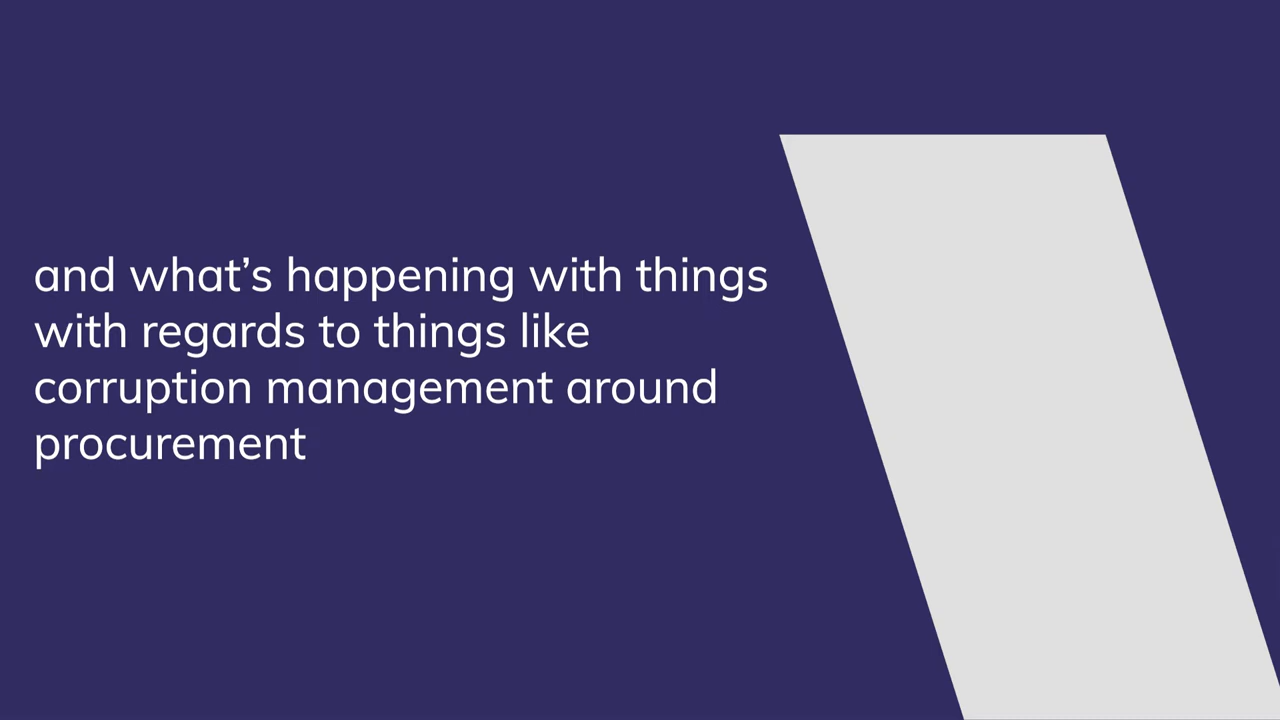 and what’s happening with things
with regards to things like
corruption management around
procurement